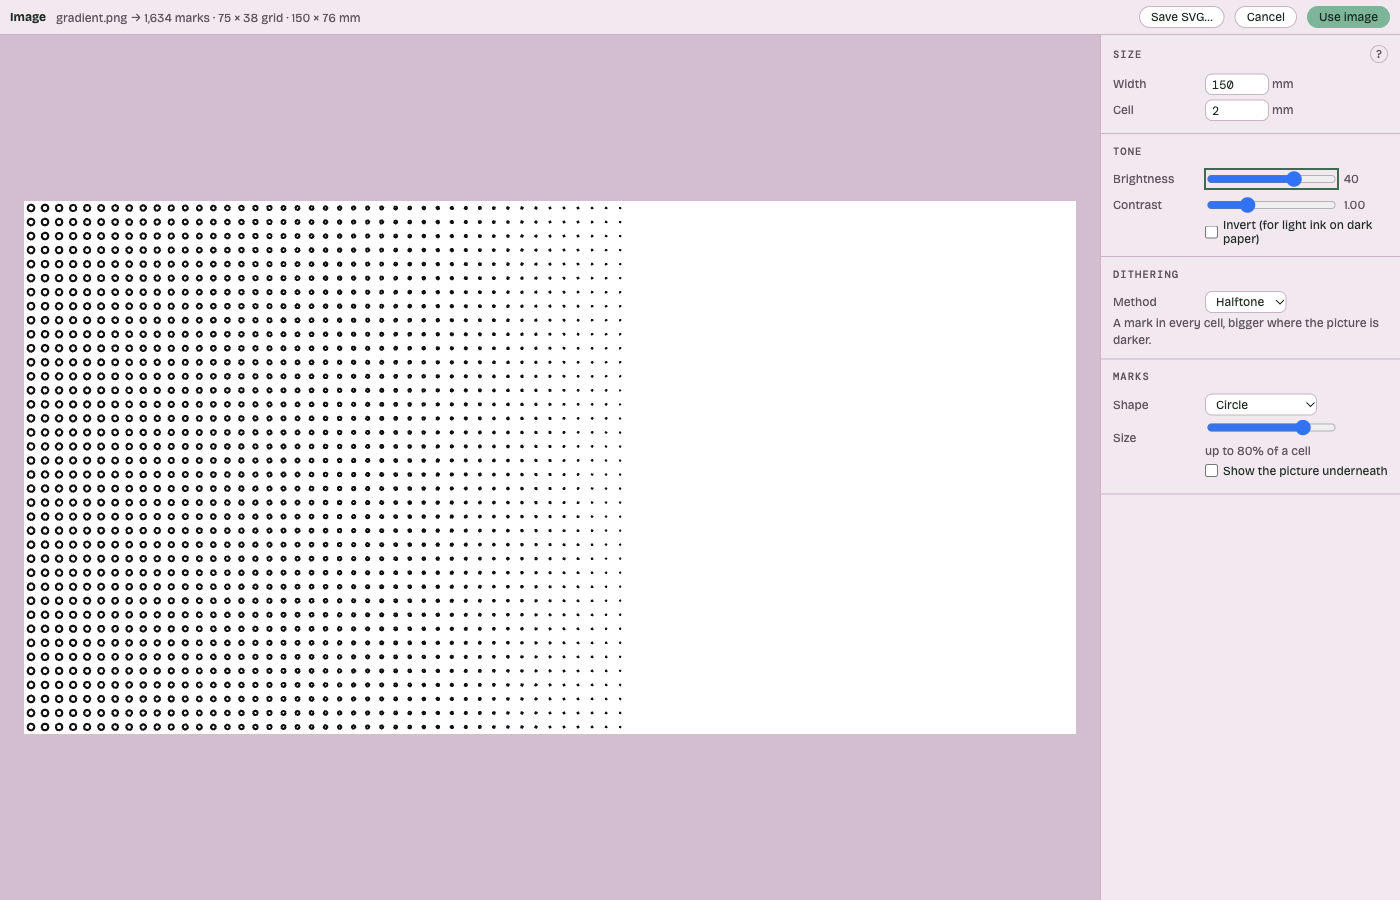 Image gradient.png → 1,634 marks · 75 × 38 grid · 150 × 76 mm Save SVG... Cancel Use image
SIZE ?
Width 150 mm
Cell 2 mm
TONE
Brightness 40
Contrast 1.00
Invert (for light ink on dark
paper)
DITHERING
Method Halftone
A mark in every cell, bigger where the picture is
darker.
MARKS
Shape Circle
Size
up to 80% of a cell
Show the picture underneath